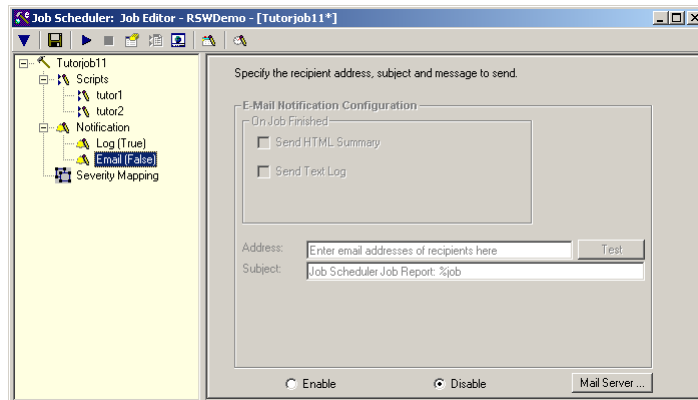 Job Scheduler: Job Editor - RSWDemo - [Tutorjob11*]
Tutorjob11
Scripts
tutor1
tutor2
Notification
Log (True)
Email (False)
Severity Mapping
Specify the recipient address, subject and message to send.
E-Mail Notification Configuration
On Job Finished
Send HTML Summary
Send Text Log
Address: Enter email addresses of recipients here Test
Subject: Job Scheduler Job Report: %job
Enable Disable Mail Server ...